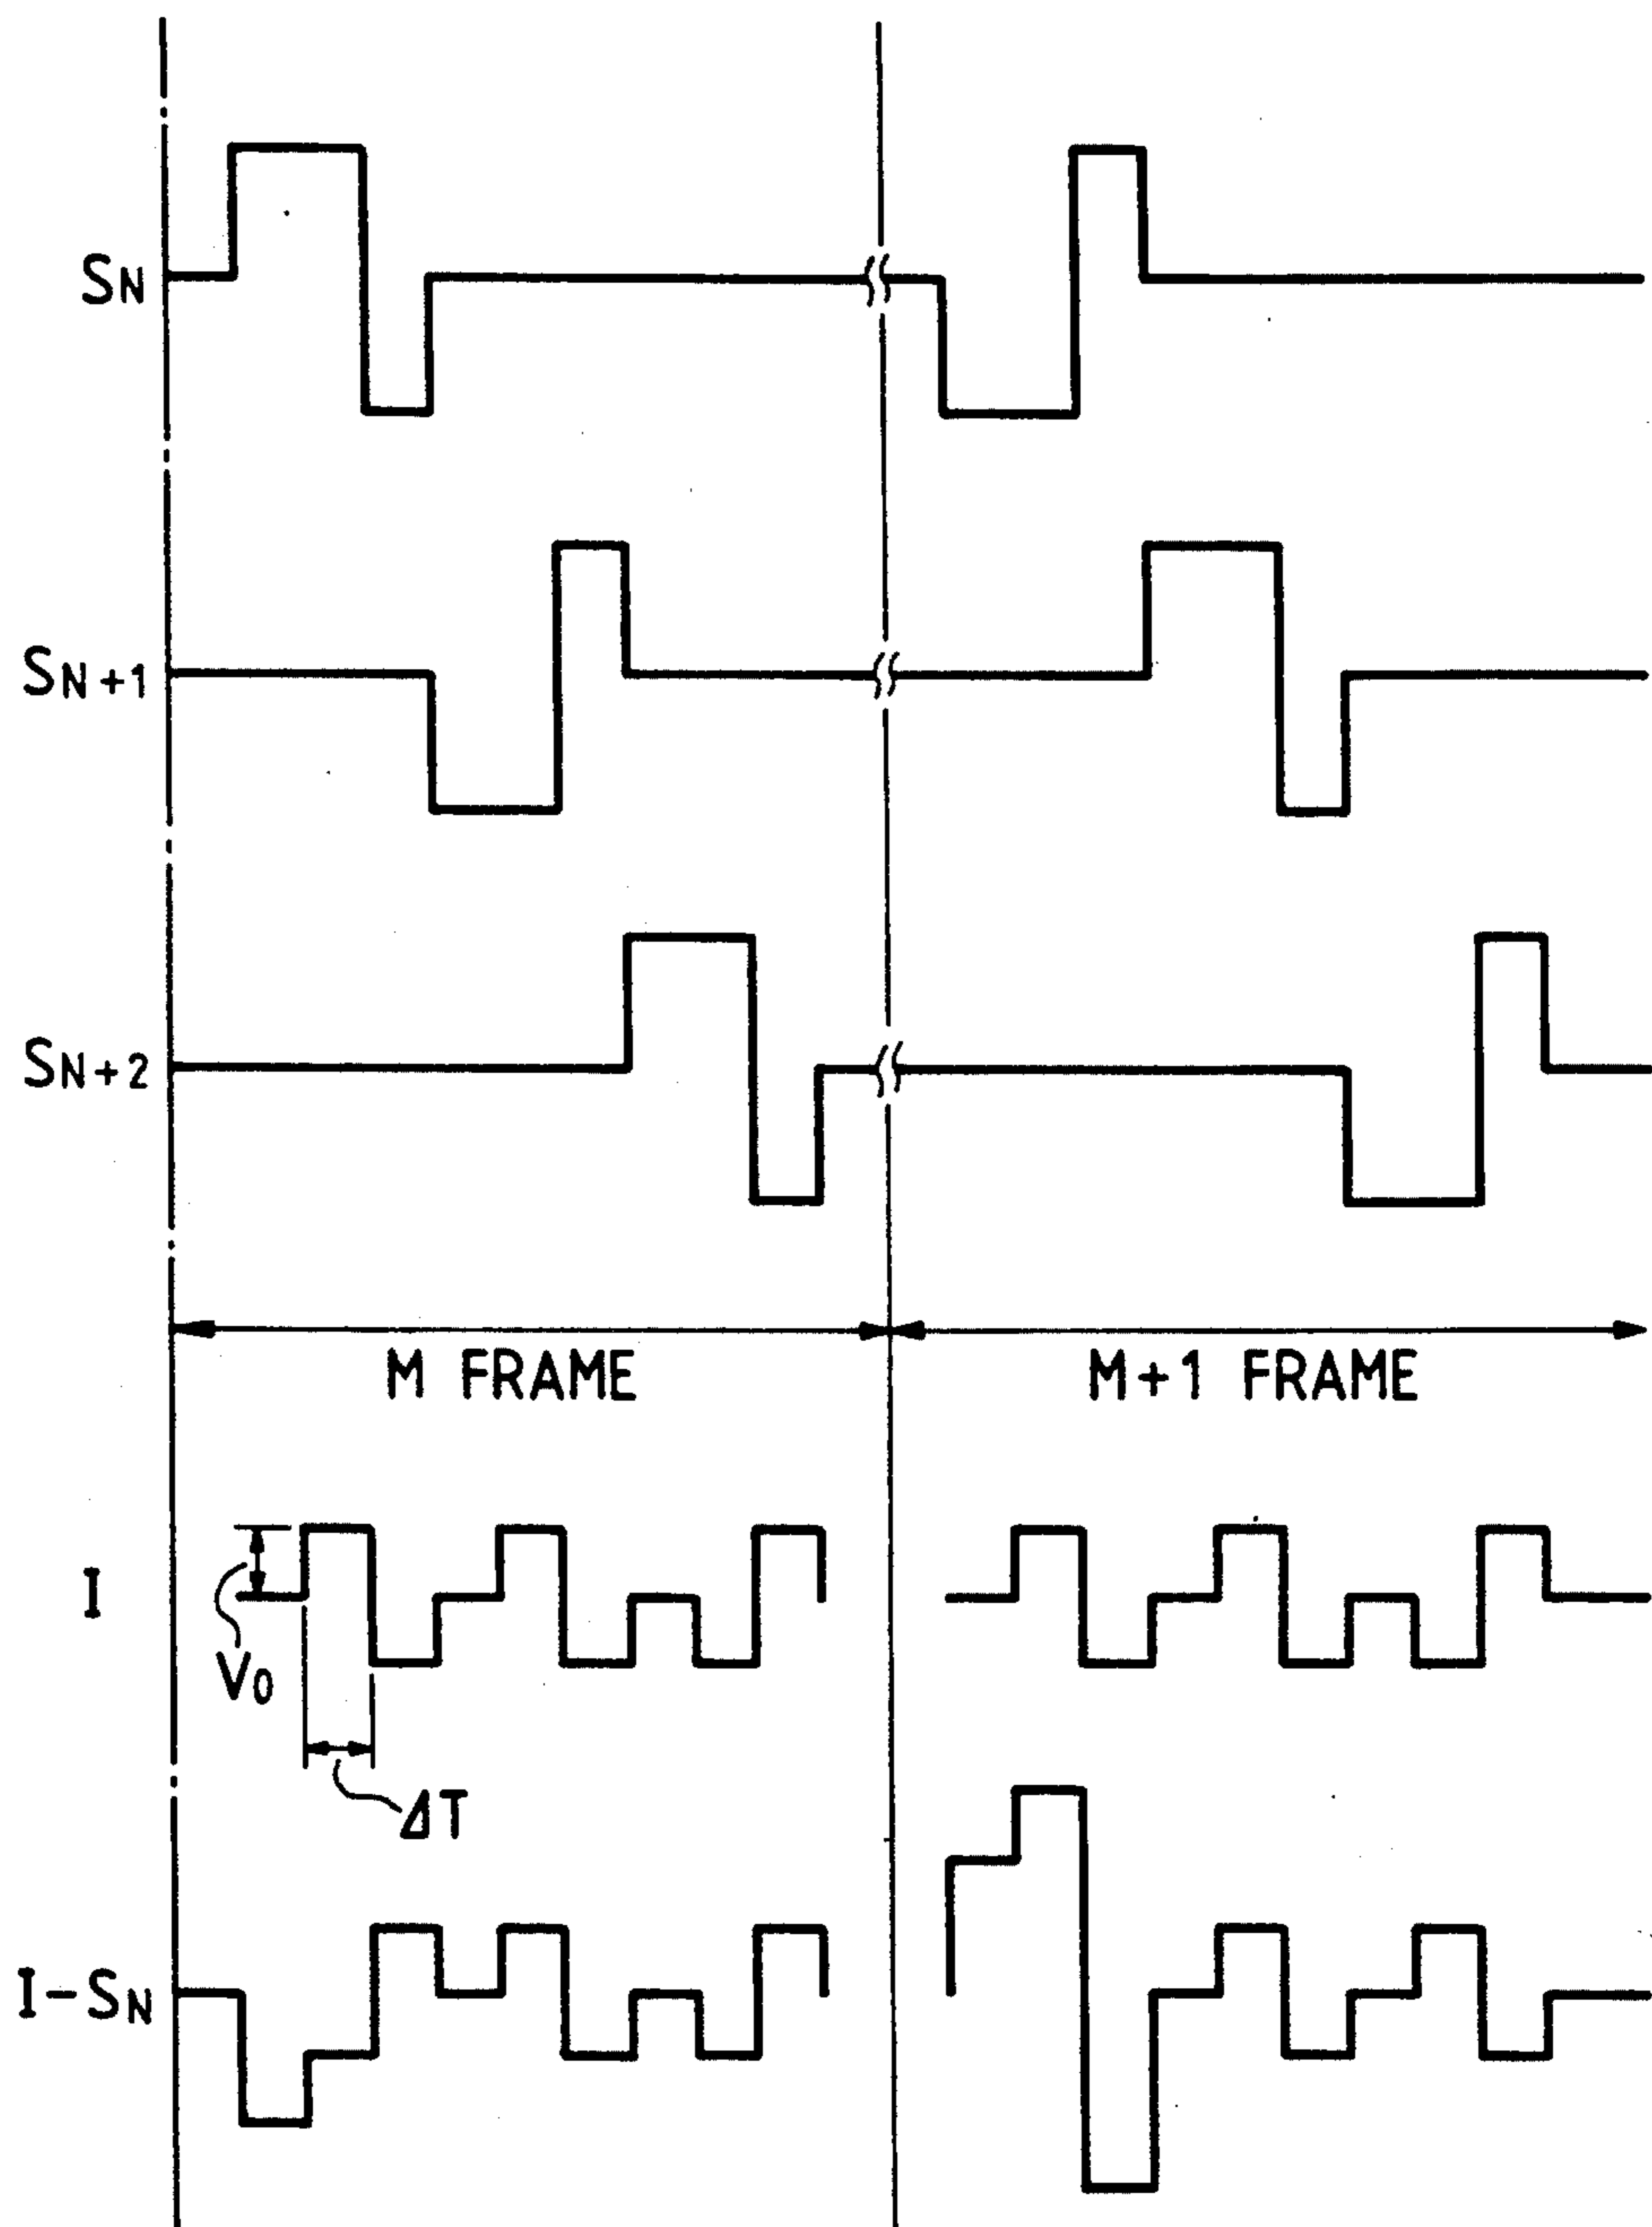 SN
SN+1
SN+2
M FRAME
M+1 FRAME
I
V0
ΔT
I-SN